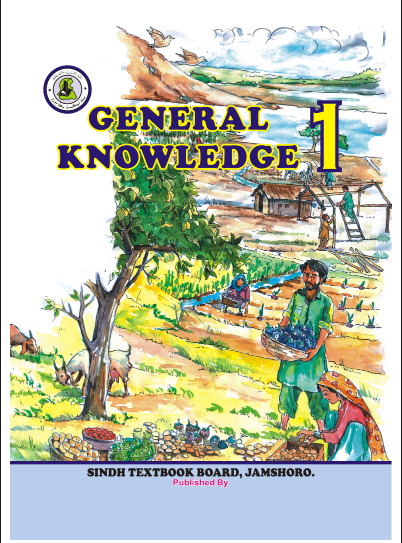 GENERAL
KNOWLEDGE 1
SINDH TEXTBOOK BOARD, JAMSHORO.
Published By